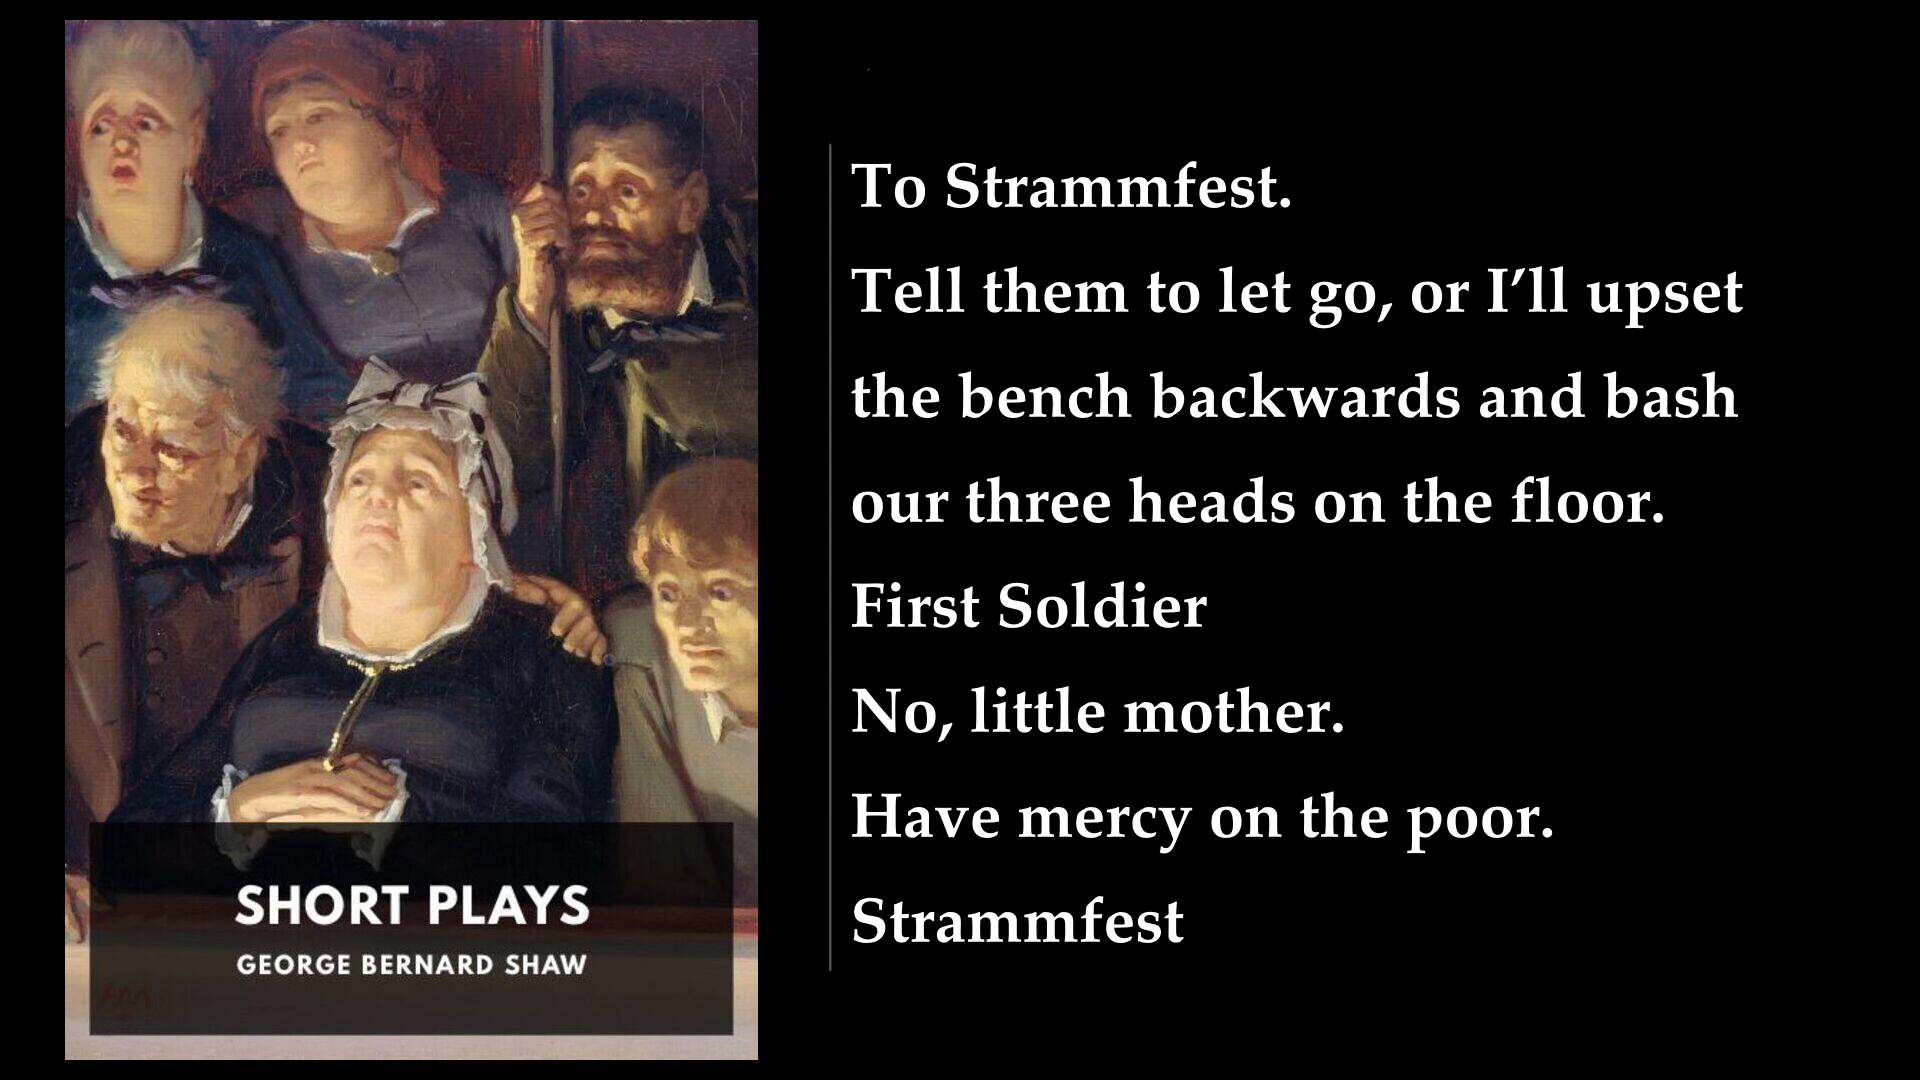 SHORT PLAYS
GEORGE BERNARD SHAW
To Strammfest.
Tell them to let go, or I’ll upset
the bench backwards and bash
our three heads on the floor.
First Soldier
No, little mother.
Have mercy on the poor.
Strammfest